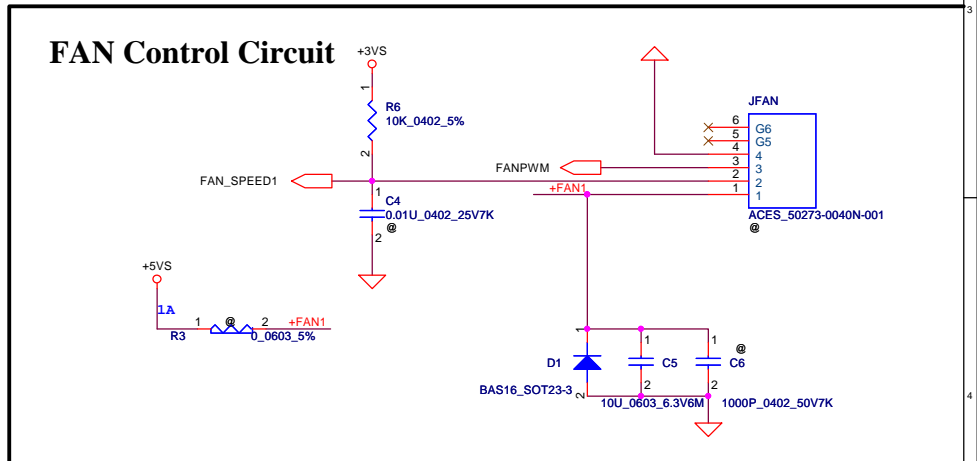 3
FAN Control Circuit
+3VS
1
R6
10K_0402_5%
2
JFAN
6
G6
5
G5
4
4
3
3
2
2
1
1
ACES_50273-0040N-001
@
FANPWM
FAN_SPEED1
+FAN1
1
C4
0.01U_0402_25V7K
@
2
+5VS
1A
1
@
2
+FAN1
R3
0_0603_5%
1
D1
BAS16_SOT23-3
2
1
C5
2
10U_0603_6.3V6M
1
@
C6
2
1000P_0402_50V7K
4